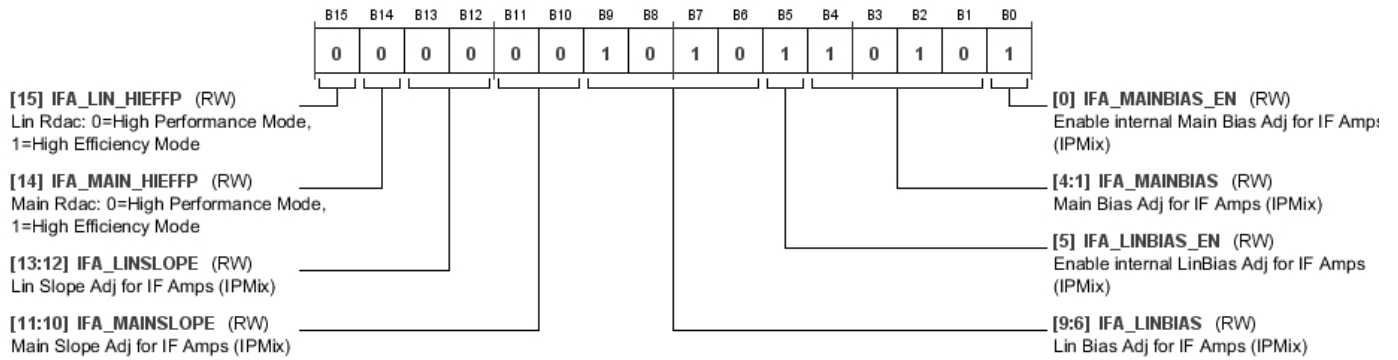 B15 B14 B13 B12 B11 B10 B9 B8 B7 B6 B5 B4 B3 B2 B1 B0
0 0 0 0 0 0 1 0 1 0 1 1 0 1 0 1
[15] IFA_LIN_HIEFFP (RW)
Lin Rdac: 0=High Performance Mode,
1=High Efficiency Mode
[14] IFA_MAIN_HIEFFP (RW)
Main Rdac: 0=High Performance Mode,
1=High Efficiency Mode
[13:12] IFA_LINSLOPE (RW)
Lin Slope Adj for IF Amps (IPMix)
[11:10] IFA_MAINSLOPE (RW)
Main Slope Adj for IF Amps (IPMix)
[0] IFA_MAINBIAS_EN (RW)
Enable internal Main Bias Adj for IF Amps
(IPMix)
[4:1] IFA_MAINBIAS (RW)
Main Bias Adj for IF Amps (IPMix)
[5] IFA_LINBIAS_EN (RW)
Enable internal LinBias Adj for IF Amps
(IPMix)
[9:6] IFA_LINBIAS (RW)
Lin Bias Adj for IF Amps (IPMix)